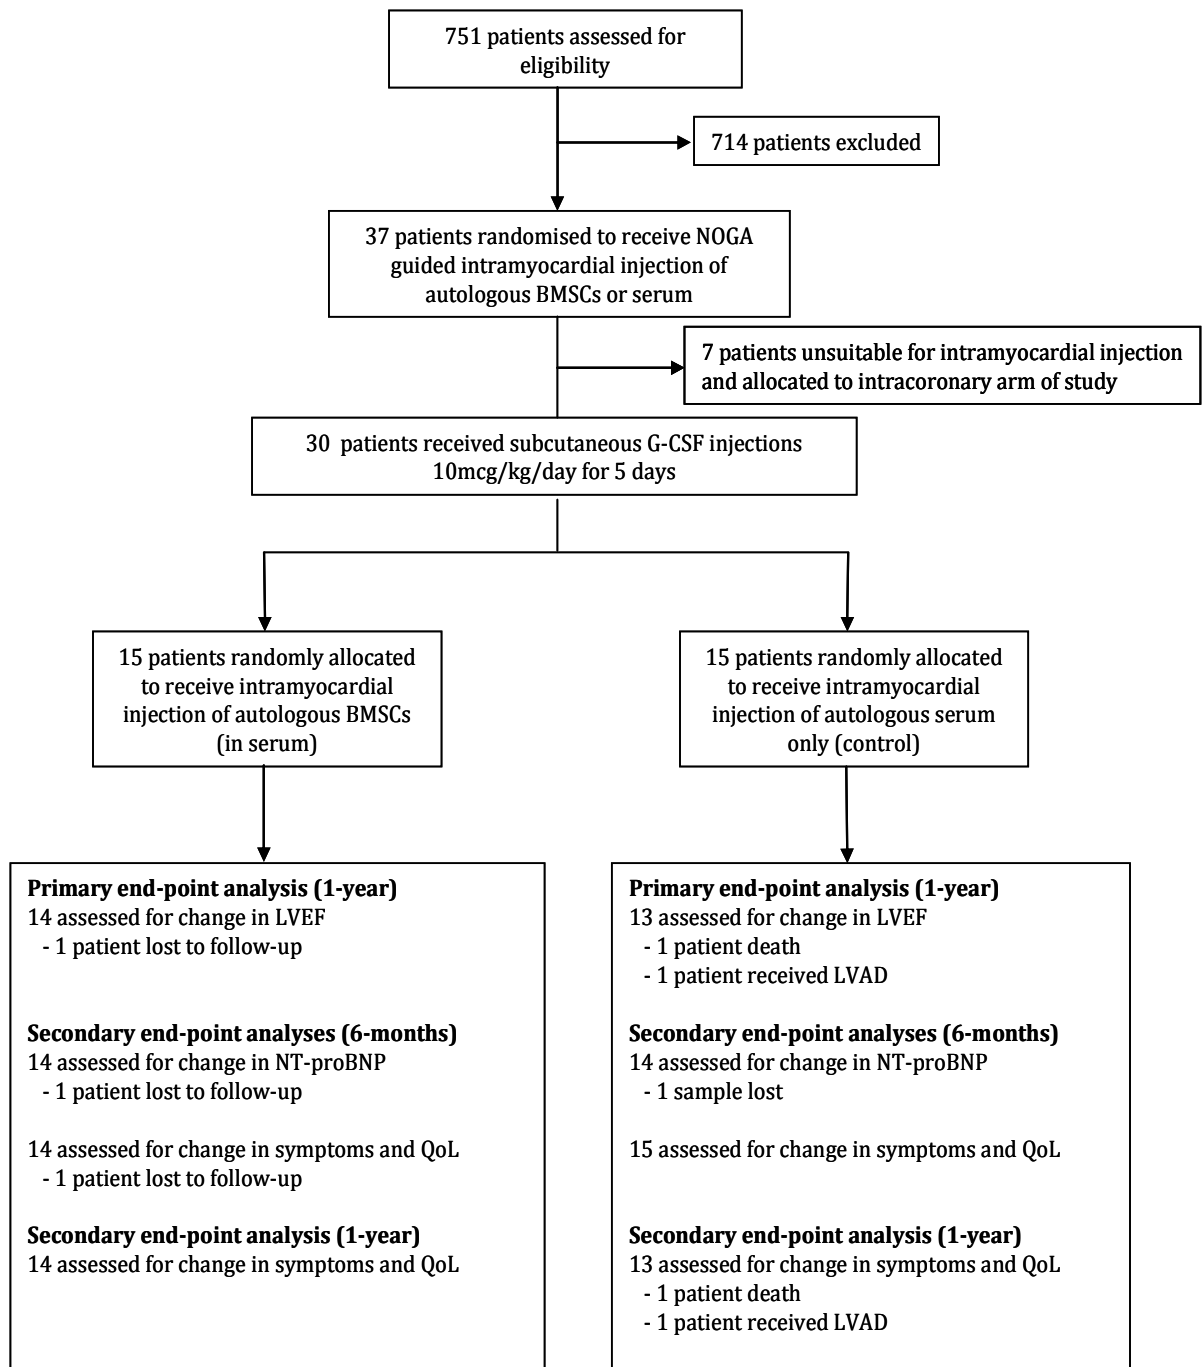 751 patients assessed for
eligibility
714 patients excluded
37 patients randomised to receive NOGA
guided intramyocardial injection of
autologous BMSCs or serum
7 patients unsuitable for intramyocardial injection
and allocated to intracoronary arm of study
30 patients received subcutaneous G-CSF injections
10mcg/kg/day for 5 days
15 patients randomly allocated
to receive intramyocardial
injection of autologous BMSCs
(in serum)
15 patients randomly allocated
to receive intramyocardial
injection of autologous serum
only (control)
Primary end-point analysis (1-year)
14 assessed for change in LVEF
- 1 patient lost to follow-up
Secondary end-point analyses (6-months)
14 assessed for change in NT-proBNP
- 1 patient lost to follow-up
14 assessed for change in symptoms and QoL
- 1 patient lost to follow-up
Secondary end-point analysis (1-year)
14 assessed for change in symptoms and QoL
Primary end-point analysis (1-year)
13 assessed for change in LVEF
- 1 patient death
- 1 patient received LVAD
Secondary end-point analyses (6-months)
14 assessed for change in NT-proBNP
- 1 sample lost
15 assessed for change in symptoms and QoL
Secondary end-point analysis (1-year)
13 assessed for change in symptoms and QoL
- 1 patient death
- 1 patient received LVAD